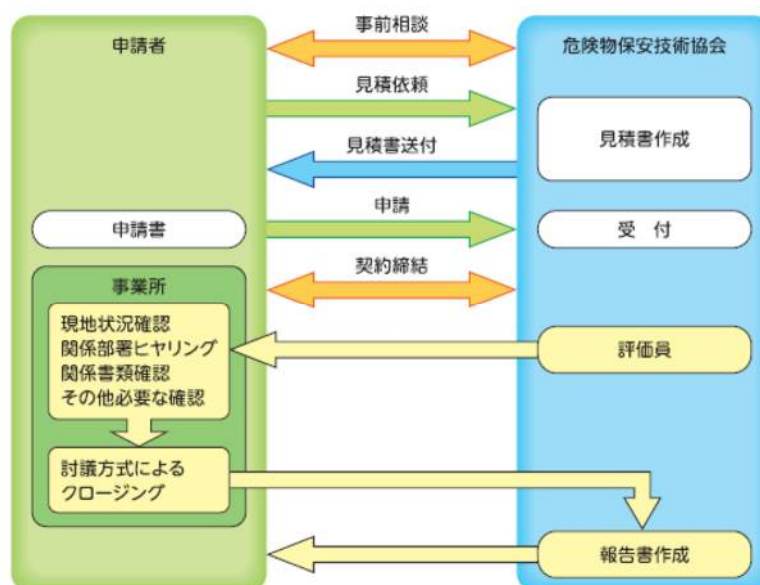 申請者
事前相談
危険物保安技術協会
見積依頼
見積書作成
見積書送付
申請書
申請
受　付
契約締結
事業所
現地状況確認
関係部署ヒヤリング
関係書類確認
その他必要な確認
評価員
討議方式による
クロージング
報告書作成